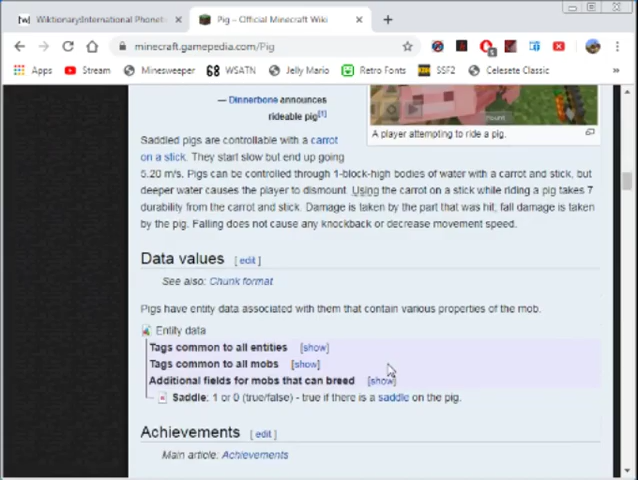 WiktionaryInternational Phonet
Pig – Official Minecraft Wiki
minecraft.gamepedia.com/Pig
Apps
Stream
Minesweeper
68 WSATN
Jelly Mario
Retro Fonts
SSF2
Celesete Classic
— Dinnerbone announces
rideable pig[1]
A player attempting to ride a pig.
Saddled pigs are controllable with a carrot
on a stick. They start slow but end up going
5.20 m/s. Pigs can be controlled through 1-block-high bodies of water with a carrot and stick, but
deeper water causes the player to dismount. Using the carrot on a stick while riding a pig takes 7
durability from the carrot and stick. Damage is taken by the part that was hit, fall damage is taken
by the pig. Falling does not cause any knockback or decrease movement speed.
Data values [ edit ]
See also: Chunk format
Pigs have entity data associated with them that contain various properties of the mob.
Entity data
Tags common to all entities [show]
Tags common to all mobs [show]
Additional fields for mobs that can breed [show]
Saddle: 1 or 0 (true/false) - true if there is a saddle on the pig.
Achievements [ edit ]
Main article: Achievements